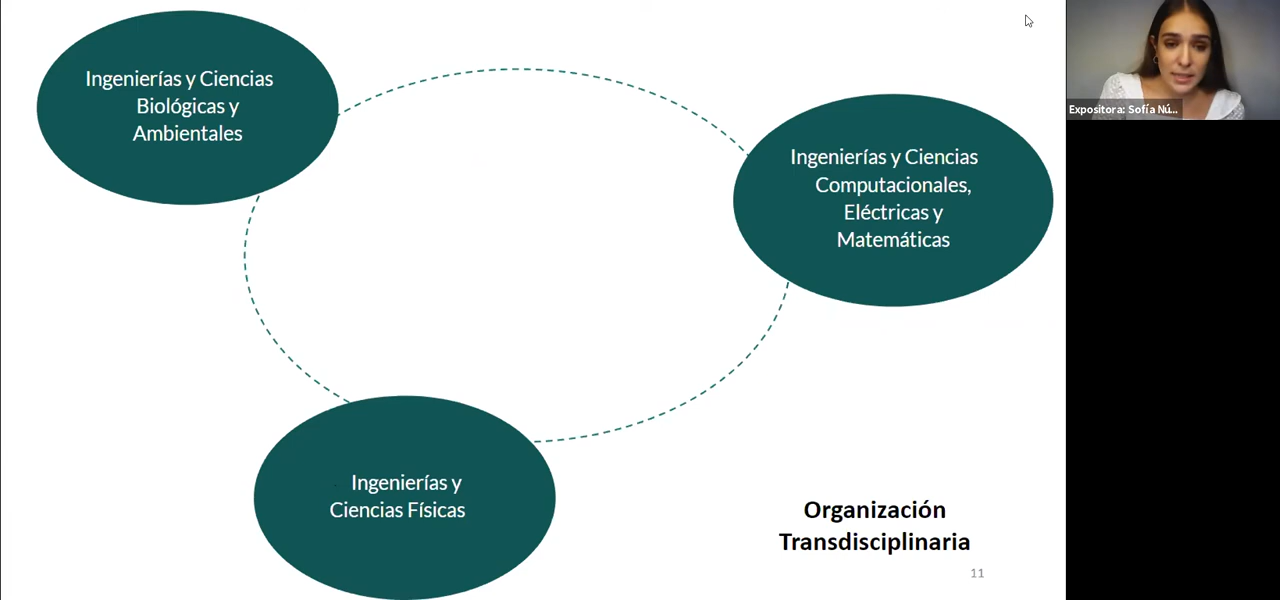 Ingenierías y Ciencias
Biológicas y
Ambientales
Ingenierías y Ciencias
Computacionales,
Eléctricas y
Matemáticas
Ingenierías y
Ciencias Físicas
Organización
Transdisciplinaria
11
Expositora: Sofía Nú...